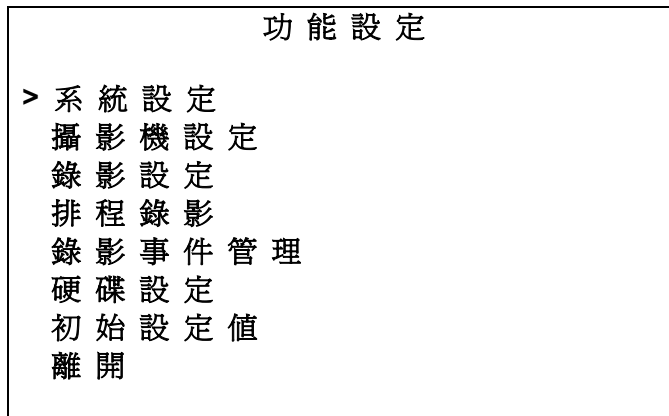 功能設定
> 系統設定
攝影機設定
錄影設定
排程錄影
錄影事件管理
硬碟設定
初始設定值
離開